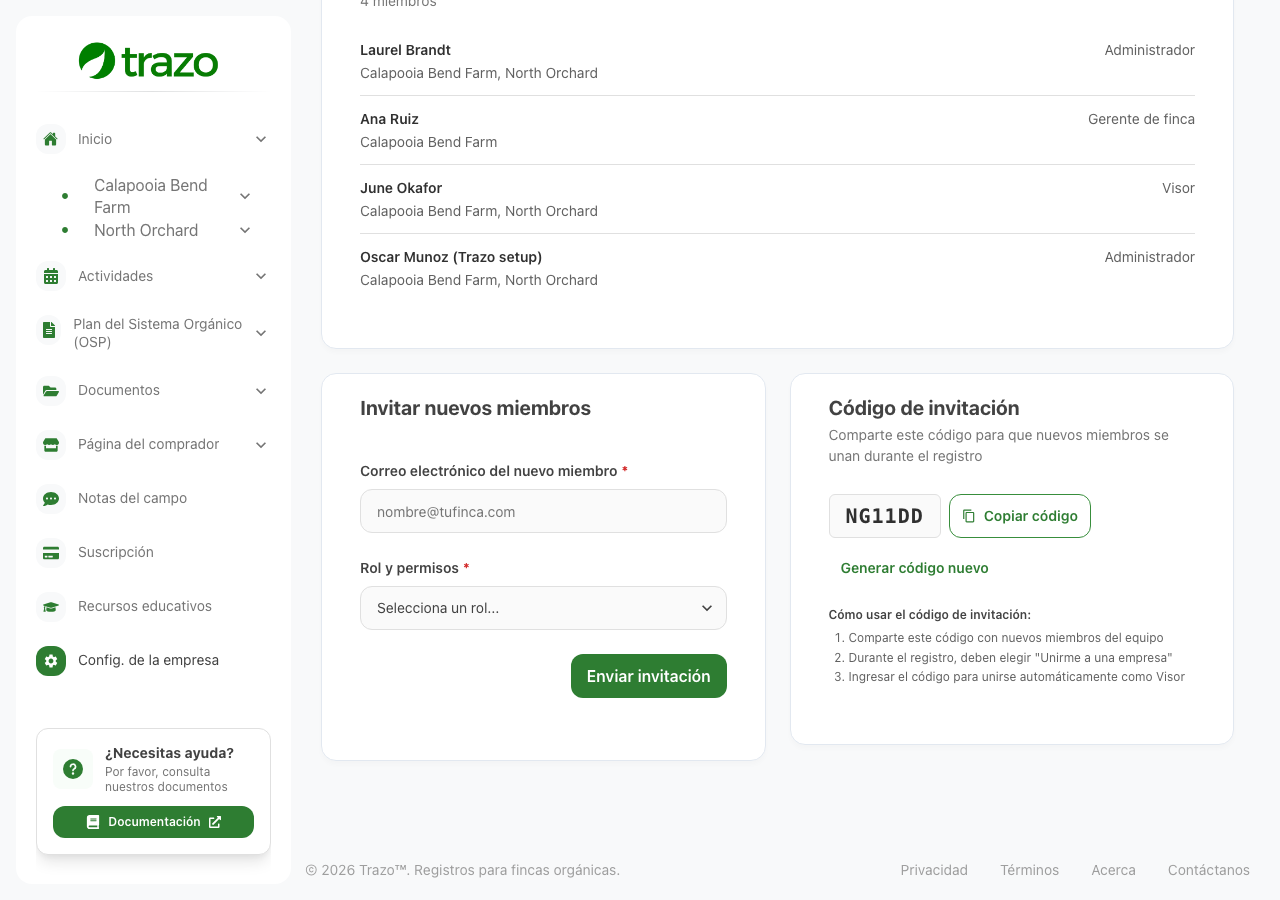 trazo
Inicio
Calapooia Bend
Farm
North Orchard
Actividades
Plan del Sistema Orgánico
(OSP)
Documentos
Página del comprador
Notas del campo
Suscripción
Recursos educativos
Config. de la empresa
¿Necesitas ayuda?
Por favor, consulta
nuestros documentos
Documentación
4 miembros
Laurel Brandt
Administrador
Calapooia Bend Farm, North Orchard
Ana Ruiz
Gerente de finca
Calapooia Bend Farm
June Okafor
Visor
Calapooia Bend Farm, North Orchard
Oscar Munoz (Trazo setup)
Administrador
Calapooia Bend Farm, North Orchard
Invitar nuevos miembros
Correo electrónico del nuevo miembro *
nombre@tufinca.com
Rol y permisos *
Selecciona un rol...
Enviar invitación
Código de invitación
Comparte este código para que nuevos miembros se
unan durante el registro
NG11DD
Copiar código
Generar código nuevo
Cómo usar el código de invitación:
1. Comparte este código con nuevos miembros del equipo
2. Durante el registro, deben elegir "Unirme a una empresa"
3. Ingresar el código para unirse automáticamente como Visor
© 2026 Trazo™. Registros para fincas orgánicas.
Privacidad
Términos
Acerca
Contáctanos